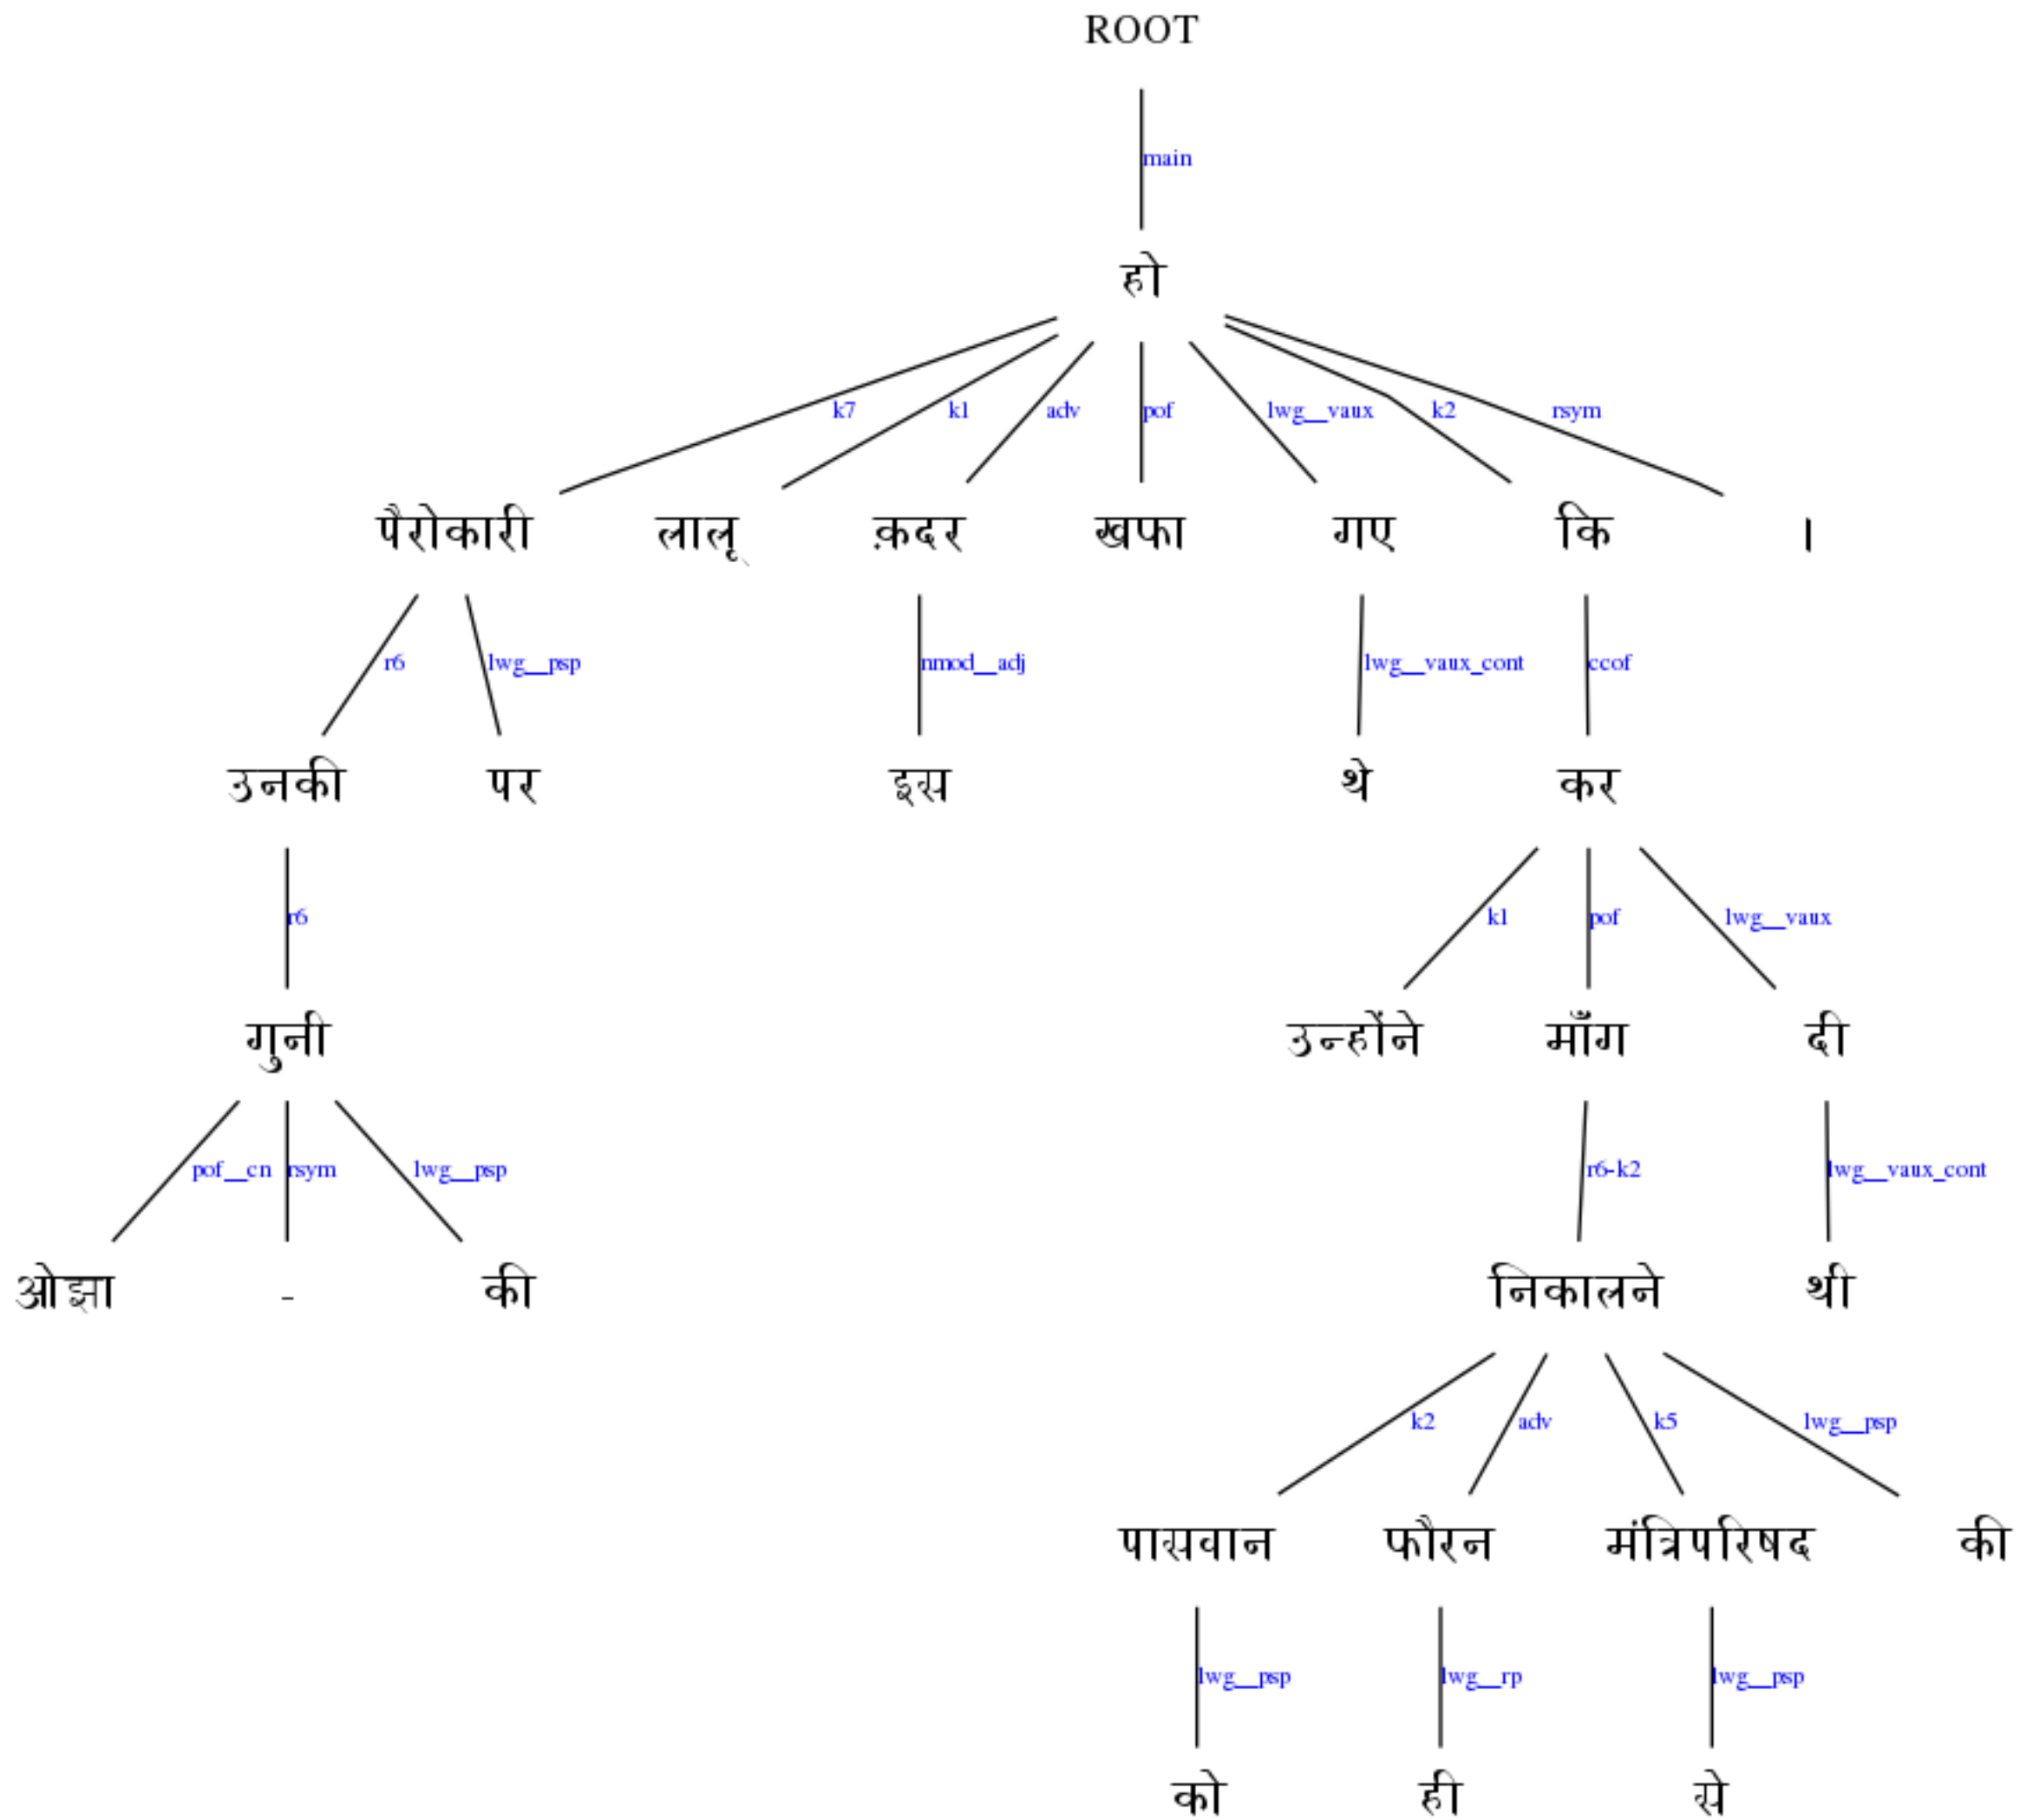 ROOT
main
हो
k7 k1 adv pof lwg__vaux k2 rsym
पैरोकारी लालू क़दर खफा गए कि ।
r6 lwg__psp nmod__adj lwg__vaux_cont ccof
उनकी पर इस थे कर
r6 k1 pof lwg__vaux
गुनी उन्होंने माँग दी
pof__cn rsym lwg__psp r6-k2 lwg__vaux_cont
ओझा - की निकालने थी
k2 adv k5 lwg__psp
पासवान फौरन मंत्रिपरिषद की
lwg__psp lwg__rp lwg__psp
को ही से